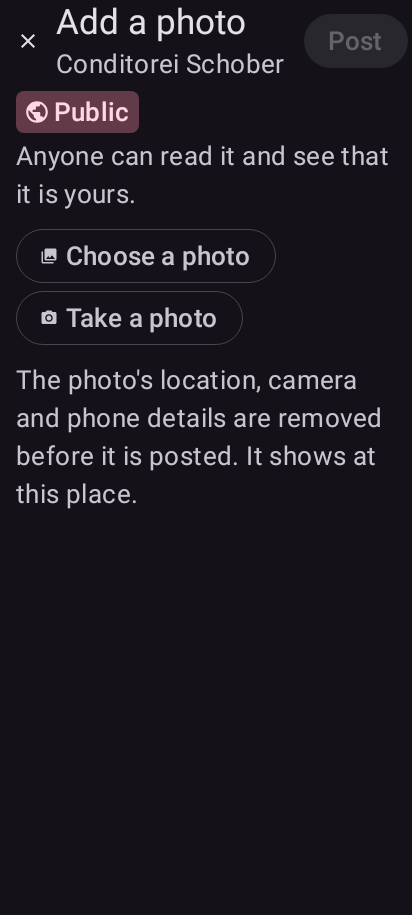 Add a photo
Conditorei Schober
Post
Public
Anyone can read it and see that
it is yours.
Choose a photo
Take a photo
The photo's location, camera
and phone details are removed
before it is posted. It shows at
this place.